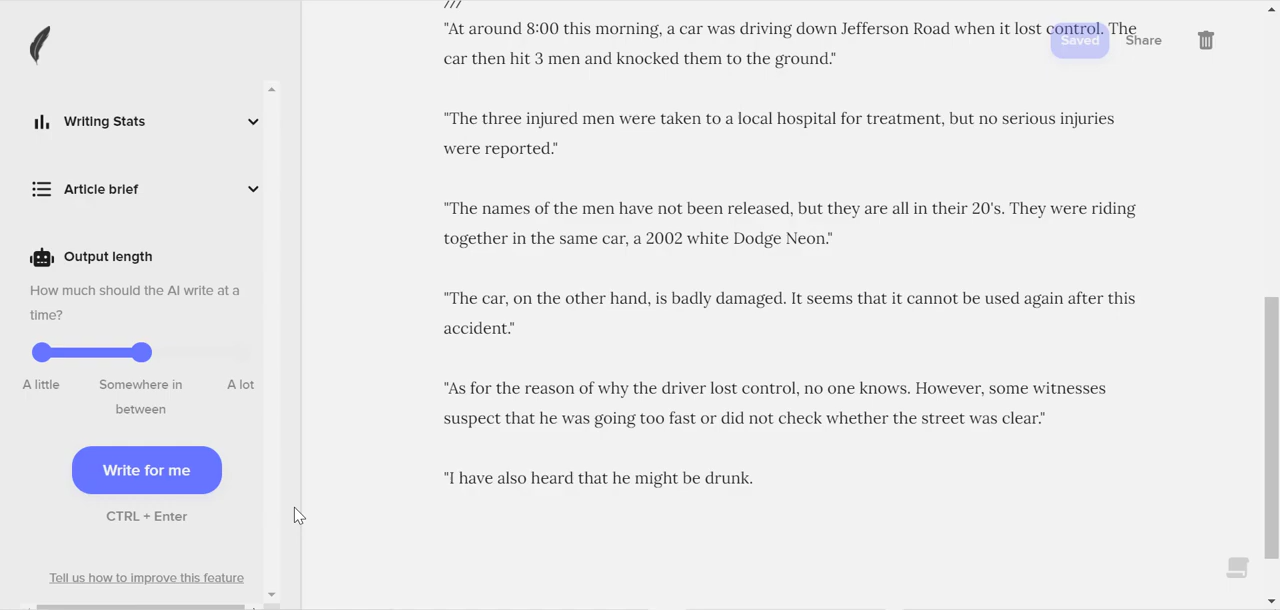 ///
"At around 8:00 this morning, a car was driving down Jefferson Road when it lost control. The
car then hit 3 men and knocked them to the ground."
Saved
Share
"The three injured men were taken to a local hospital for treatment, but no serious injuries
were reported."
"The names of the men have not been released, but they are all in their 20's. They were riding
together in the same car, a 2002 white Dodge Neon."
"The car, on the other hand, is badly damaged. It seems that it cannot be used again after this
accident."
"As for the reason of why the driver lost control, no one knows. However, some witnesses
suspect that he was going too fast or did not check whether the street was clear."
"I have also heard that he might be drunk.
Writing Stats
Article brief
Output length
How much should the AI write at a
time?
A little
Somewhere in
between
A lot
Write for me
CTRL + Enter
Tell us how to improve this feature